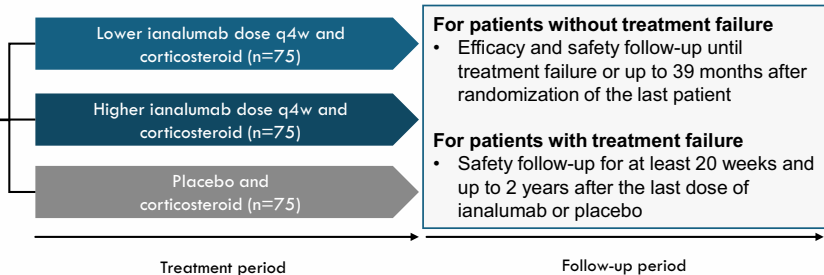 Lower ianalumab dose q4w and
corticosteroid (n=75)
Higher ianalumab dose q4w and
corticosteroid (n=75)
Placebo and
corticosteroid (n=75)
For patients without treatment failure
• Efficacy and safety follow-up until
treatment failure or up to 39 months after
randomization of the last patient
For patients with treatment failure
• Safety follow-up for at least 20 weeks and
up to 2 years after the last dose of
ianalumab or placebo
Treatment period
Follow-up period